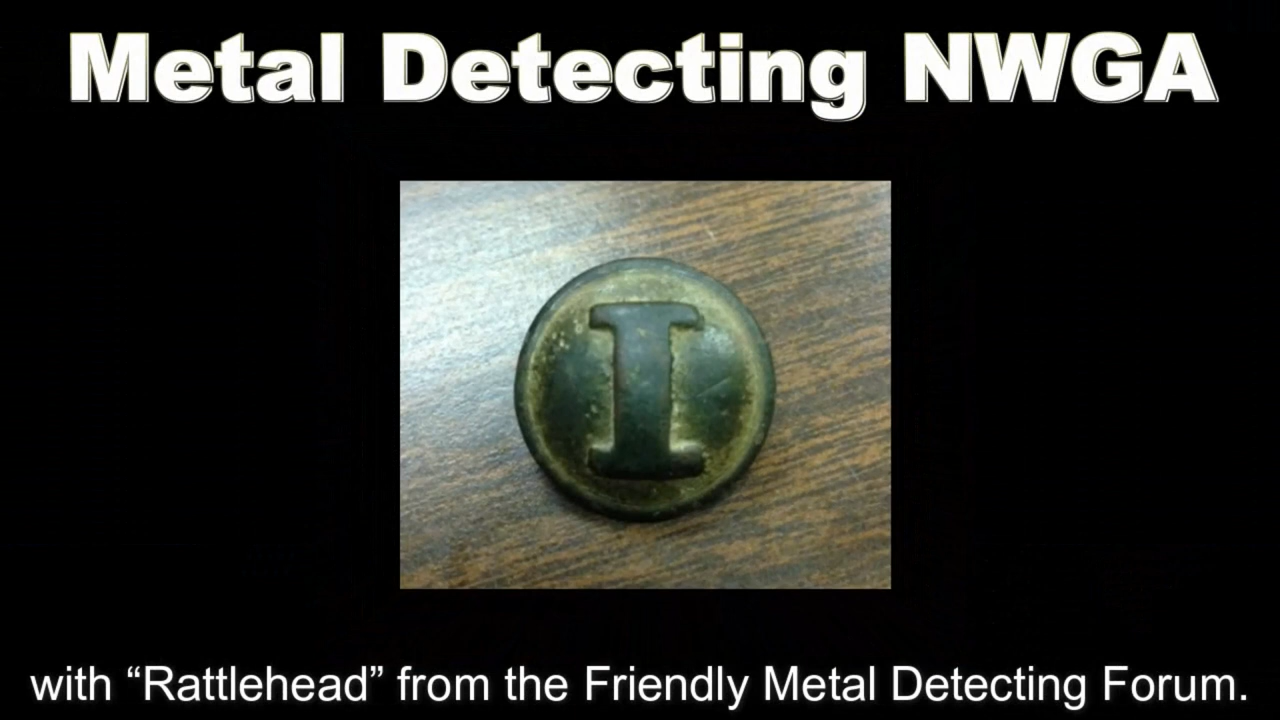 Metal Detecting NWGA
I
with “Rattlehead” from the Friendly Metal Detecting Forum.